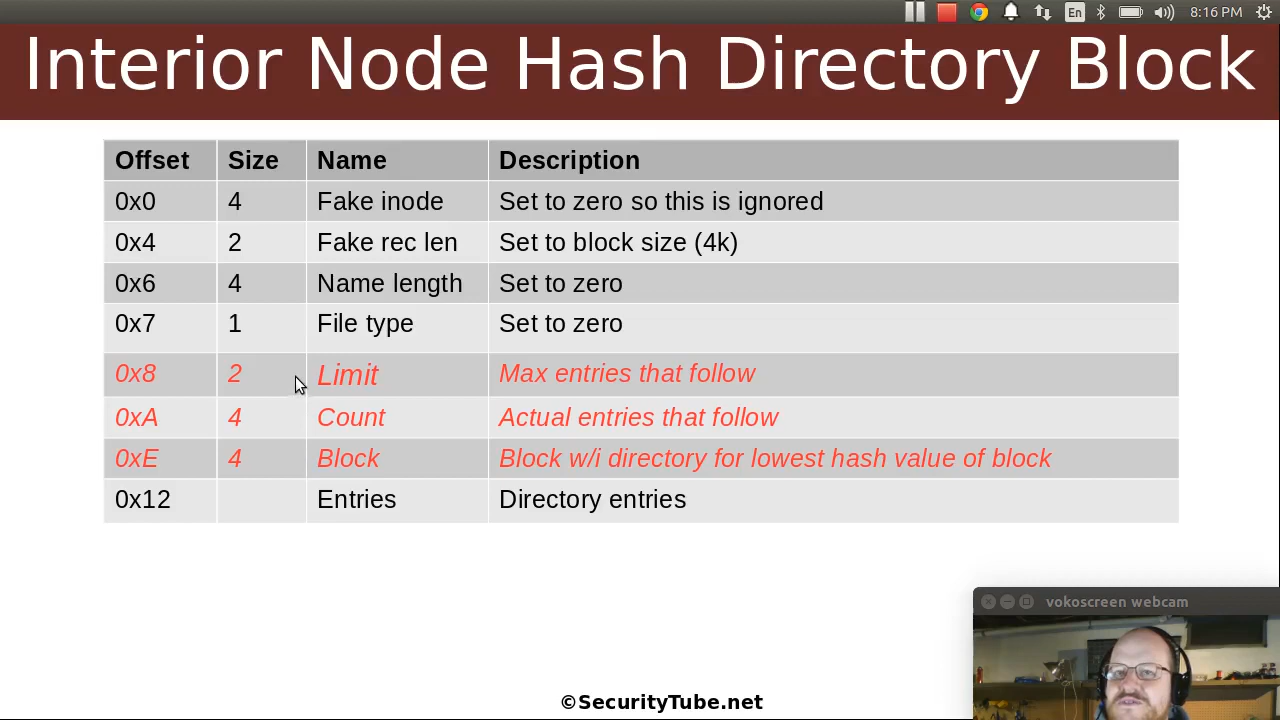 En 8:16 PM
Interior Node Hash Directory Block
Offset Size Name Description
0x0 4 Fake inode Set to zero so this is ignored
0x4 2 Fake rec len Set to block size (4k)
0x6 4 Name length Set to zero
0x7 1 File type Set to zero
0x8 2 Limit Max entries that follow
0xA 4 Count Actual entries that follow
0xE 4 Block Block w/i directory for lowest hash value of block
0x12 Entries Directory entries
vokoscreen webcam
©SecurityTube.net